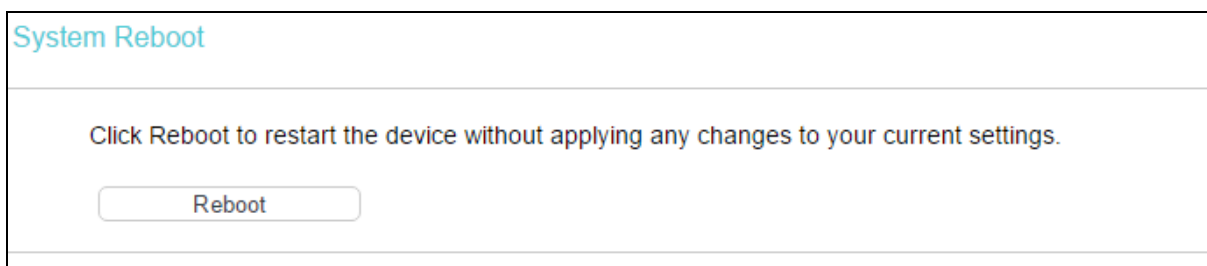 System Reboot
Click Reboot to restart the device without applying any changes to your current settings.
Reboot